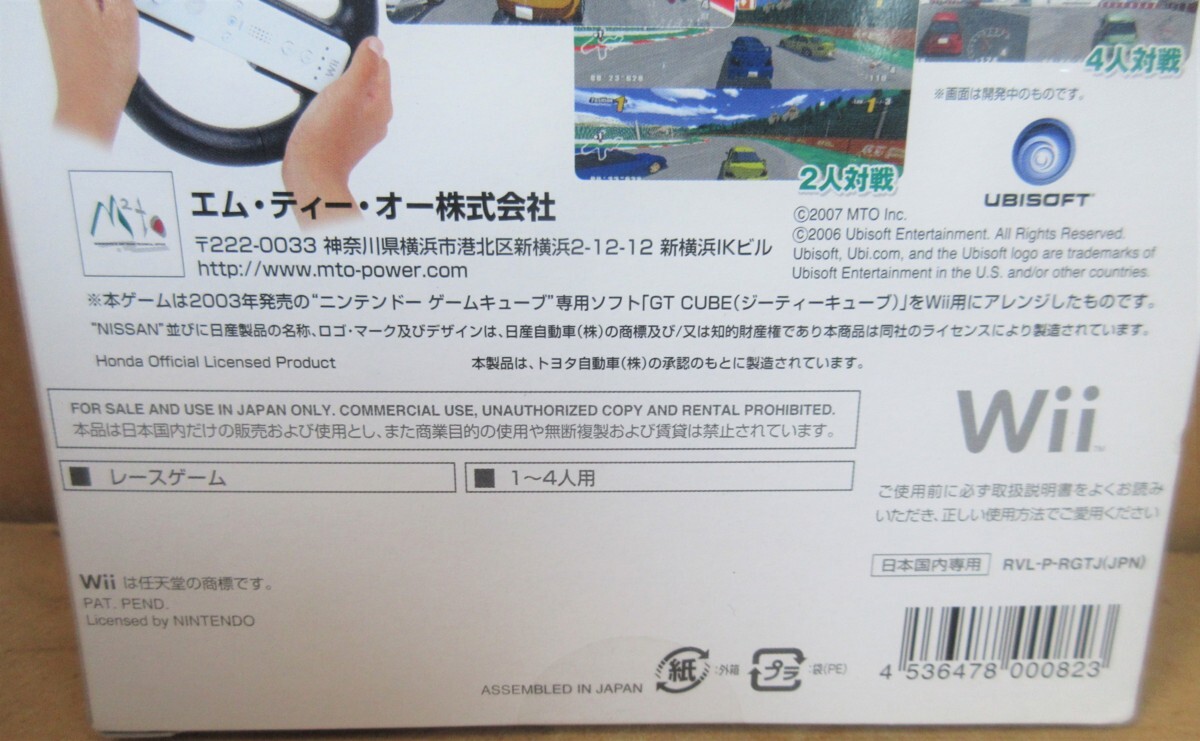 Wii
4人対戦
※画面は開発中のものです。
2人対戦
UBISOFT
M2to
エム・ティー・オー株式会社
〒222-0033 神奈川県横浜市港北区新横浜2-12-12 新横浜IKビル
http://www.mto-power.com
©2007 MTO Inc.
©2006 Ubisoft Entertainment. All Rights Reserved.
Ubisoft, Ubi.com, and the Ubisoft logo are trademarks of
Ubisoft Entertainment in the U.S. and/or other countries.
※本ゲームは2003年発売の"ニンテンドー ゲームキューブ"専用ソフト「GT CUBE(ジーティーキューブ)」をWii用にアレンジしたものです。
"NISSAN"並びに日産製品の名称、ロゴ・マーク及びデザインは、日産自動車(株)の商標及び/又は知的財産権であり本商品は同社のライセンスにより製造されています。
Honda Official Licensed Product
本製品は、トヨタ自動車(株)の承認のもとに製造されています。
FOR SALE AND USE IN JAPAN ONLY. COMMERCIAL USE, UNAUTHORIZED COPY AND RENTAL PROHIBITED.
本品は日本国内だけの販売および使用とし、また商業目的の使用や無断複製および賃貸は禁止されています。
Wii™
■ レースゲーム
■ 1〜4人用
ご使用前に必ず取扱説明書をよくお読み
いただき、正しい使用方法でご愛用ください
日本国内専用 RVL-P-RGTJ(JPN)
Wii は任天堂の商標です。
PAT. PEND.
Licensed by NINTENDO
ASSEMBLED IN JAPAN
紙 :外箱
プラ :袋(PE)
4 536478 000823